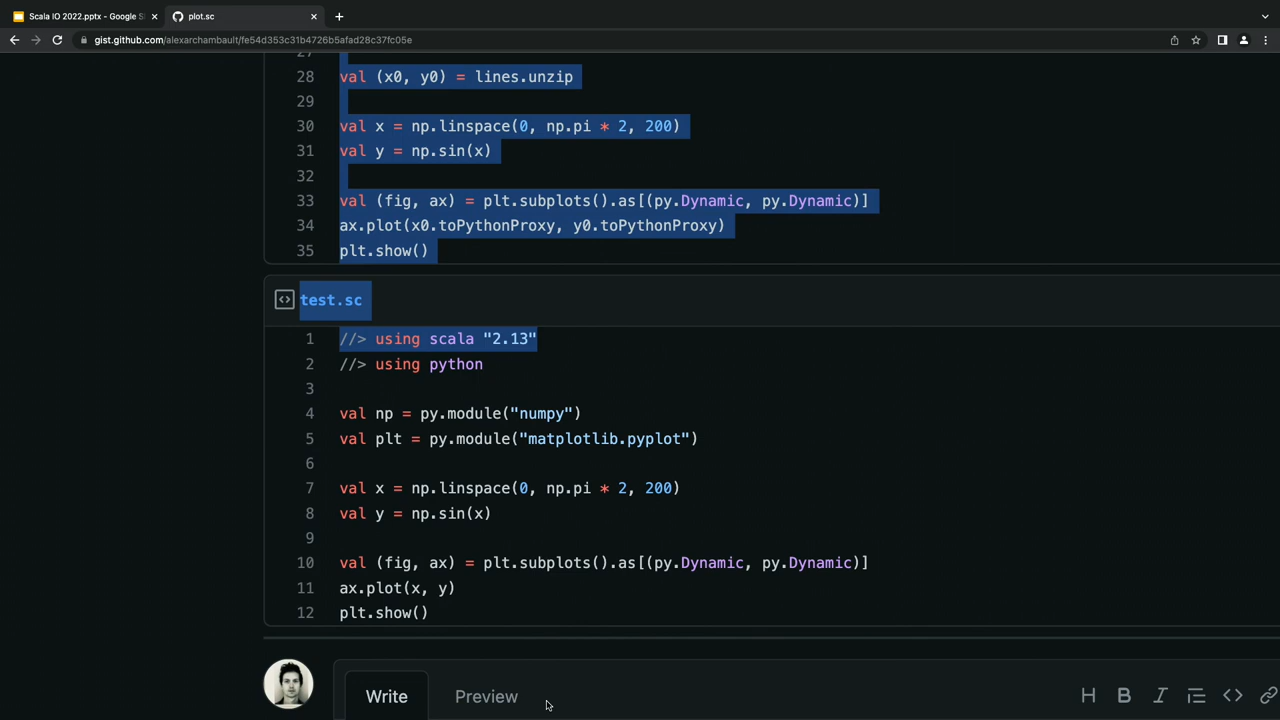 Scala IO 2022.pptx - Google S
plot.sc
gist.github.com/alexarchambault/fe54d353c31b4726b5afad28c37fc05e
27
28 val (x0, y0) = lines.unzip
29
30 val x = np.linspace(0, np.pi * 2, 200)
31 val y = np.sin(x)
32
33 val (fig, ax) = plt.subplots().as[(py.Dynamic, py.Dynamic)]
34 ax.plot(x0.toPythonProxy, y0.toPythonProxy)
35 plt.show()
test.sc
1 //> using scala "2.13"
2 //> using python
3
4 val np = py.module("numpy")
5 val plt = py.module("matplotlib.pyplot")
6
7 val x = np.linspace(0, np.pi * 2, 200)
8 val y = np.sin(x)
9
10 val (fig, ax) = plt.subplots().as[(py.Dynamic, py.Dynamic)]
11 ax.plot(x, y)
12 plt.show()
Write Preview H B I